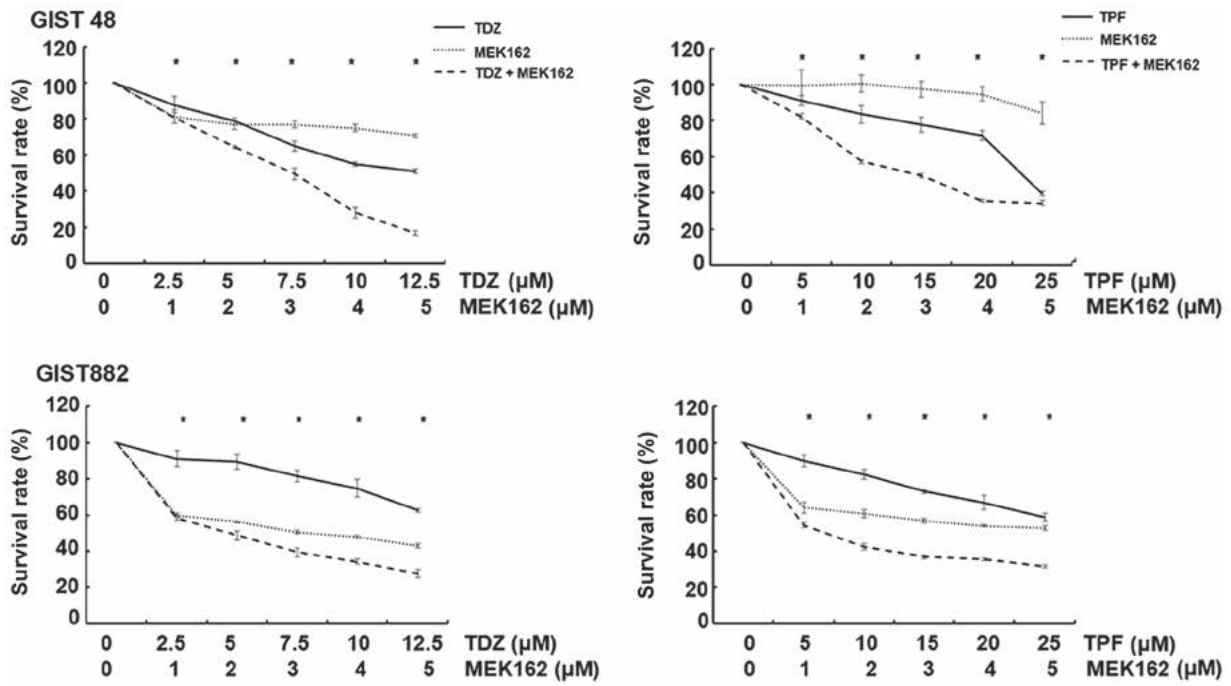 GIST 48
TDZ
MEK162
TDZ + MEK162
Survival rate (%)
120
100
80
60
40
20
0
* * * * *
0 2.5 5 7.5 10 12.5 TDZ (µM)
0 1 2 3 4 5 MEK162 (µM)
TPF
MEK162
TPF + MEK162
Survival rate (%)
120
100
80
60
40
20
0
* * * * *
0 5 10 15 20 25 TPF (µM)
0 1 2 3 4 5 MEK162 (µM)
GIST882
Survival rate (%)
120
100
80
60
40
20
0
* * * * *
0 2.5 5 7.5 10 12.5 TDZ (µM)
0 1 2 3 4 5 MEK162 (µM)
Survival rate (%)
120
100
80
60
40
20
0
* * * * *
0 5 10 15 20 25 TPF (µM)
0 1 2 3 4 5 MEK162 (µM)